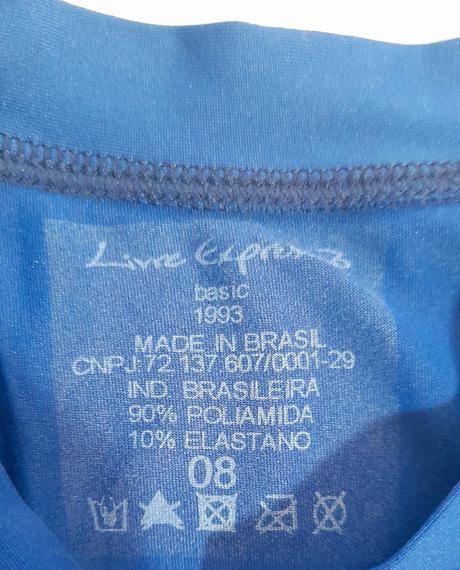 Livre Expressão
basic
1993
MADE IN BRASIL
CNPJ:72.137.607/0001-29
IND. BRASILEIRA
90% POLIAMIDA
10% ELASTANO
08